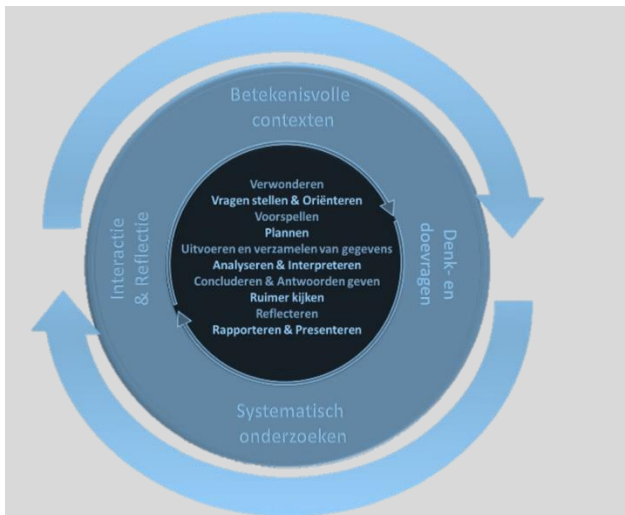 Betekenisvolle
contexten
Interactie
& Reflectie
Verwonderen
Vragen stellen & Oriënteren
Voorspellen
Plannen
Uitvoeren en verzamelen van gegevens
Analyseren & Interpreteren
Concluderen & Antwoorden geven
Ruimer kijken
Reflecteren
Rapporteren & Presenteren
Denk- en
doevragen
Systematisch
onderzoeken